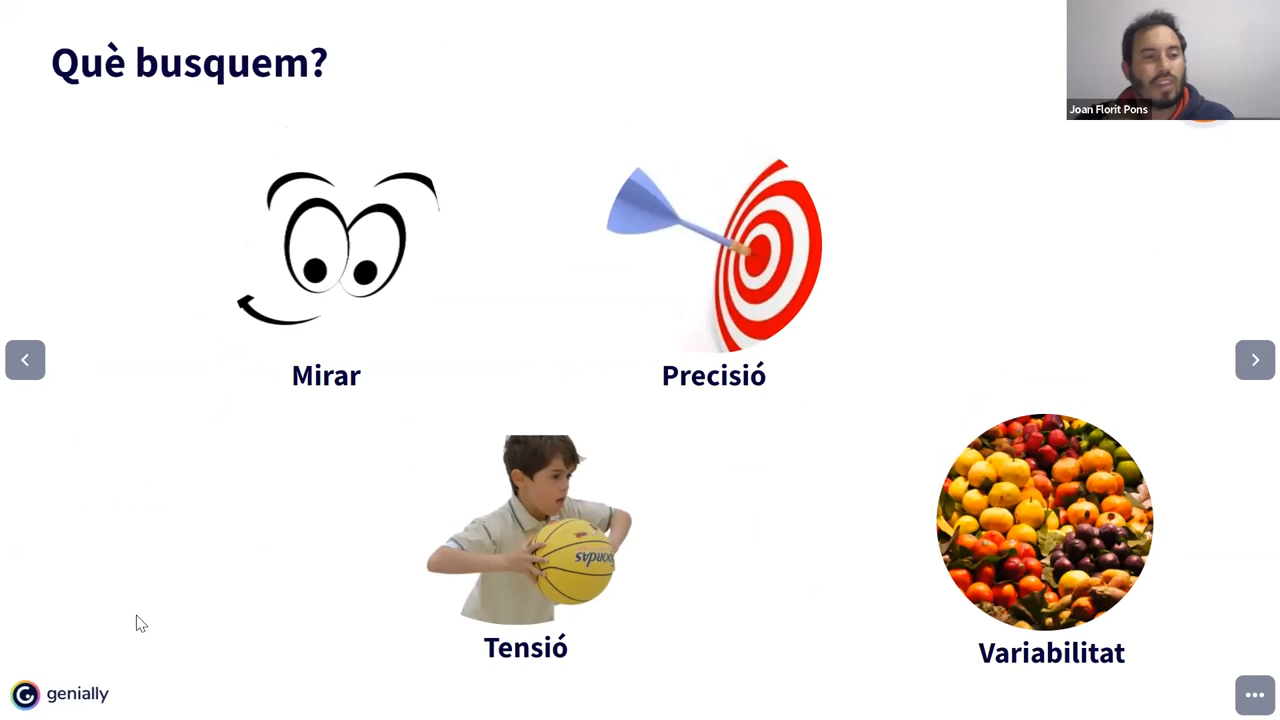 Què busquem?
Joan Florit Pons
Mirar
Precisió
Tensió
Variabilitat
genially